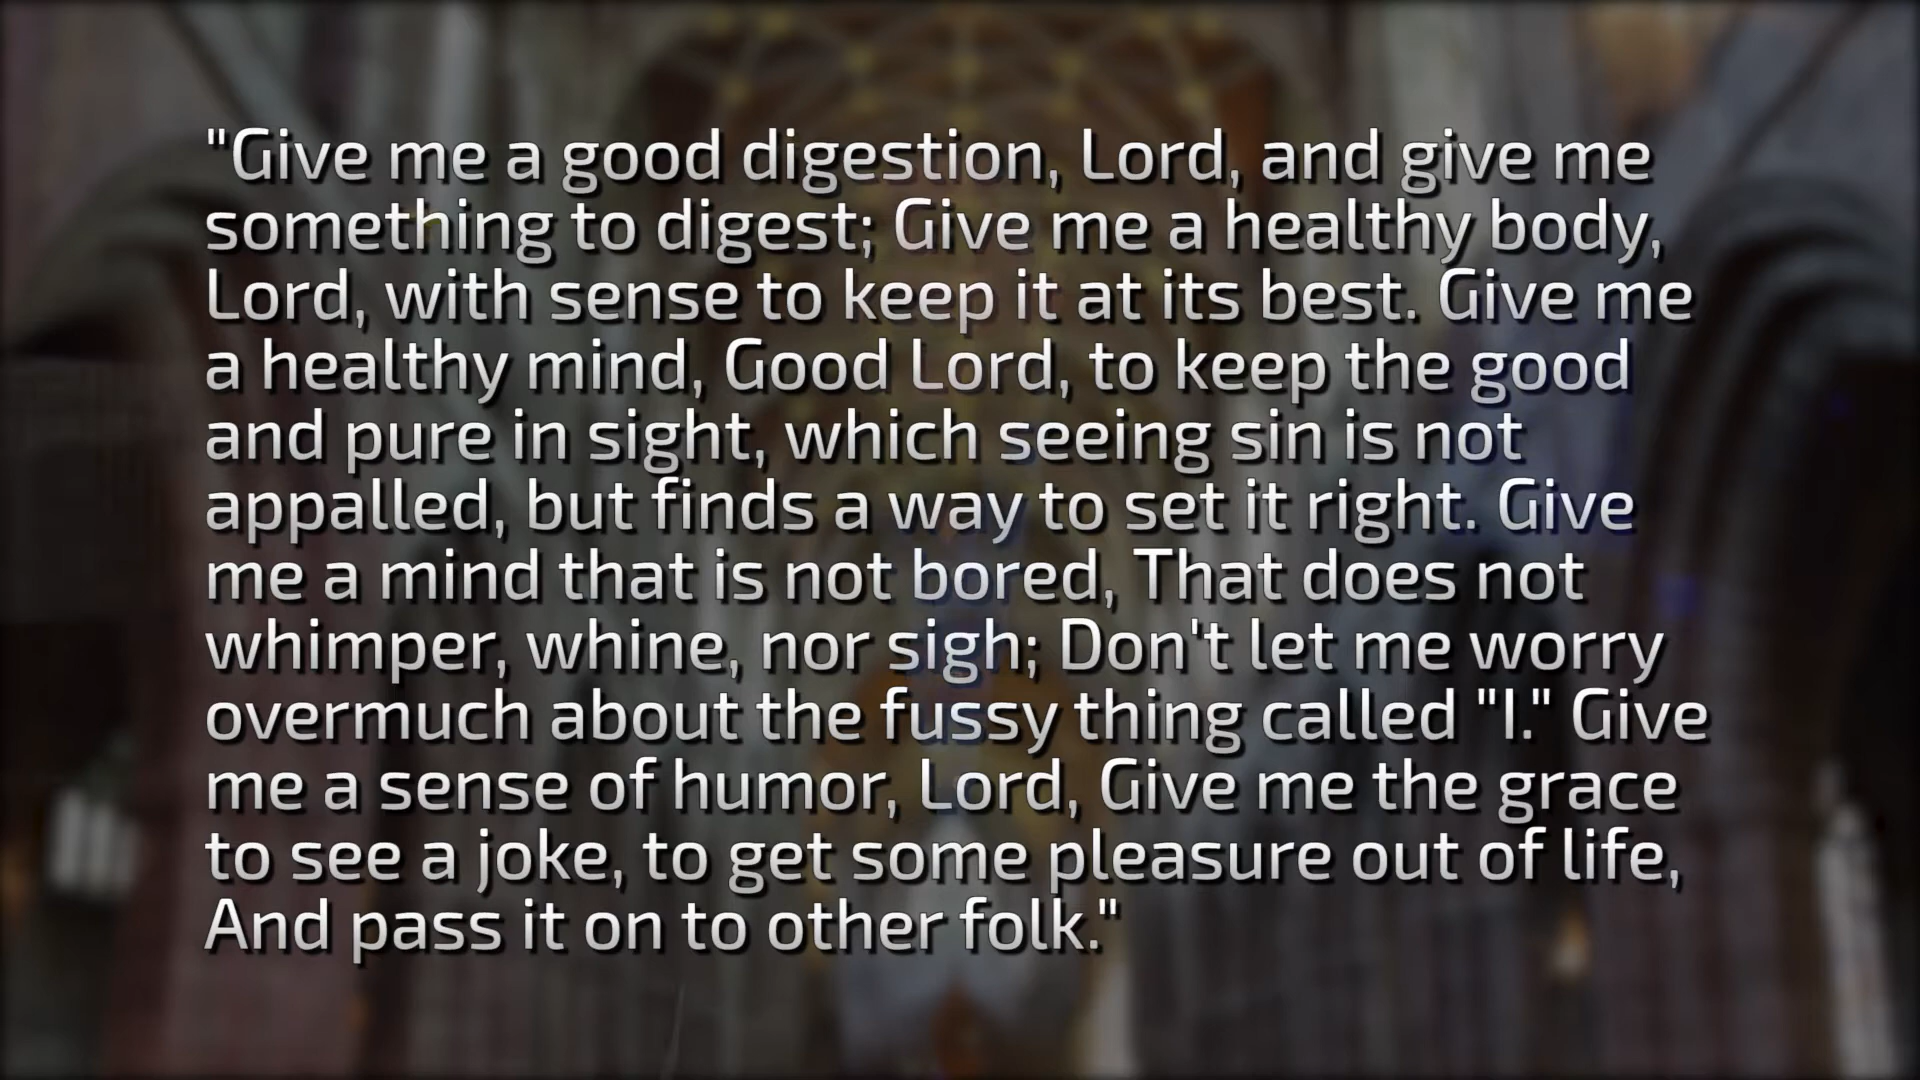 "Give me a good digestion, Lord, and give me
something to digest; Give me a healthy body,
Lord, with sense to keep it at its best. Give me
a healthy mind, Good Lord, to keep the good
and pure in sight, which seeing sin is not
appalled, but finds a way to set it right. Give
me a mind that is not bored, That does not
whimper, whine, nor sigh; Don't let me worry
overmuch about the fussy thing called "I." Give
me a sense of humor, Lord, Give me the grace
to see a joke, to get some pleasure out of life,
And pass it on to other folk."